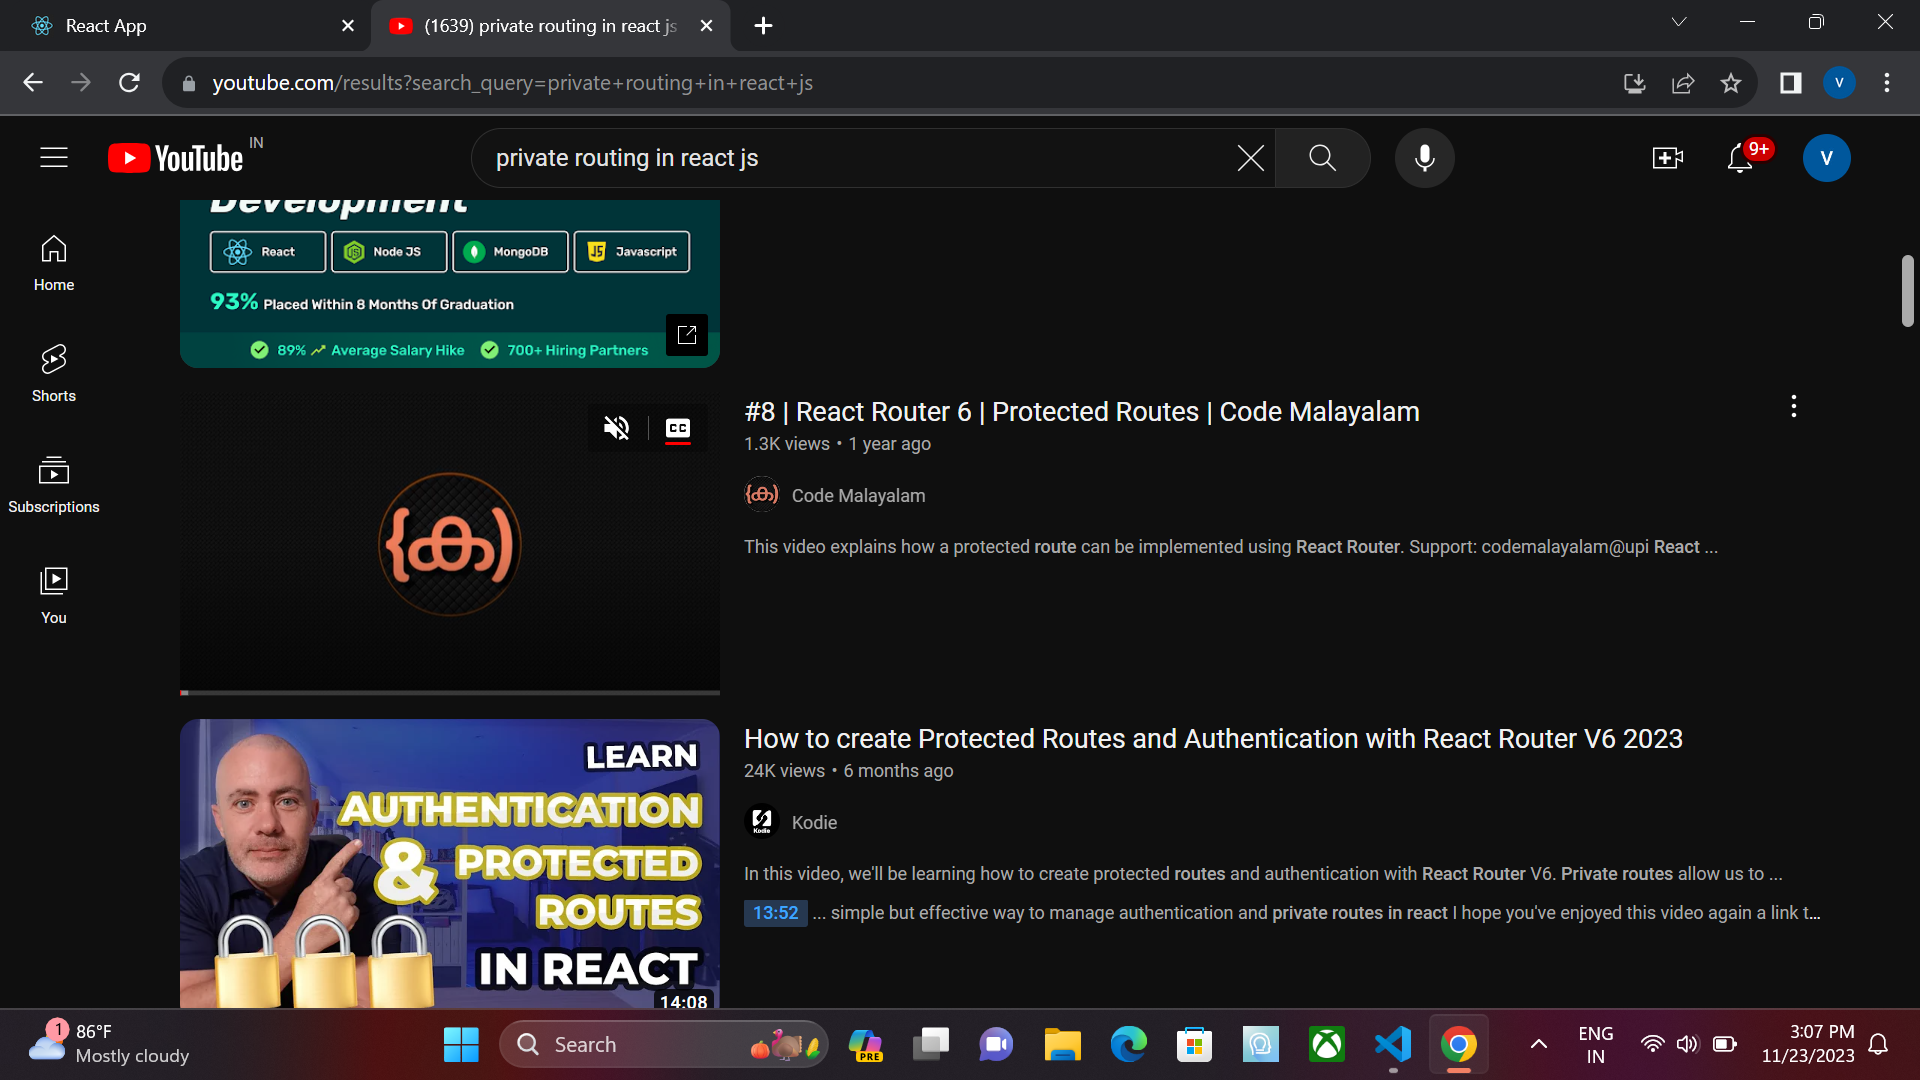 React App
(1639) private routing in react js
youtube.com/results?search_query=private+routing+in+react+js
V
YouTube IN
private routing in react js
9+
V
Home
Shorts
Subscriptions
You
Development
React
Node JS
MongoDB
JS Javascript
93% Placed Within 8 Months Of Graduation
89% Average Salary Hike
700+ Hiring Partners
CC
{ക)
#8 | React Router 6 | Protected Routes | Code Malayalam
1.3K views • 1 year ago
{ക) Code Malayalam
This video explains how a protected route can be implemented using React Router. Support: codemalayalam@upi React ...
LEARN
AUTHENTICATION
& PROTECTED
ROUTES
IN REACT
14:08
How to create Protected Routes and Authentication with React Router V6 2023
24K views • 6 months ago
Kodie
Kodie
In this video, we'll be learning how to create protected routes and authentication with React Router V6. Private routes allow us to ...
13:52 ... simple but effective way to manage authentication and private routes in react I hope you've enjoyed this video again a link t...
1
86°F
Mostly cloudy
Search
PRE
ENG
IN
3:07 PM
11/23/2023